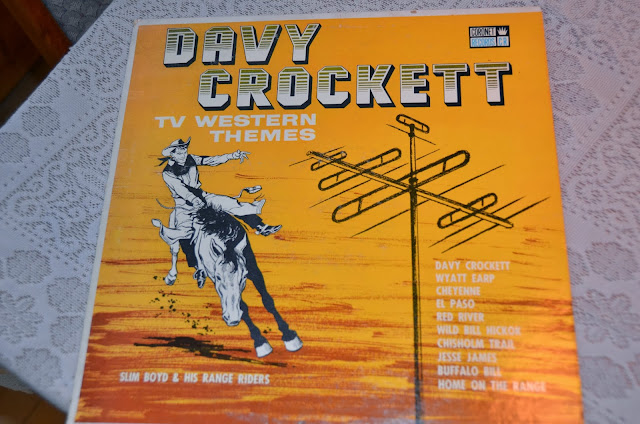 DAVY
CROCKETT
TV WESTERN
THEMES
CORONET
DAVY CROCKETT
WYATT EARP
CHEYENNE
EL PASO
RED RIVER
WILD BILL HICKOK
CHISHOLM TRAIL
JESSE JAMES
BUFFALO BILL
HOME ON THE RANGE
SLIM BOYD & HIS RANGE RIDERS